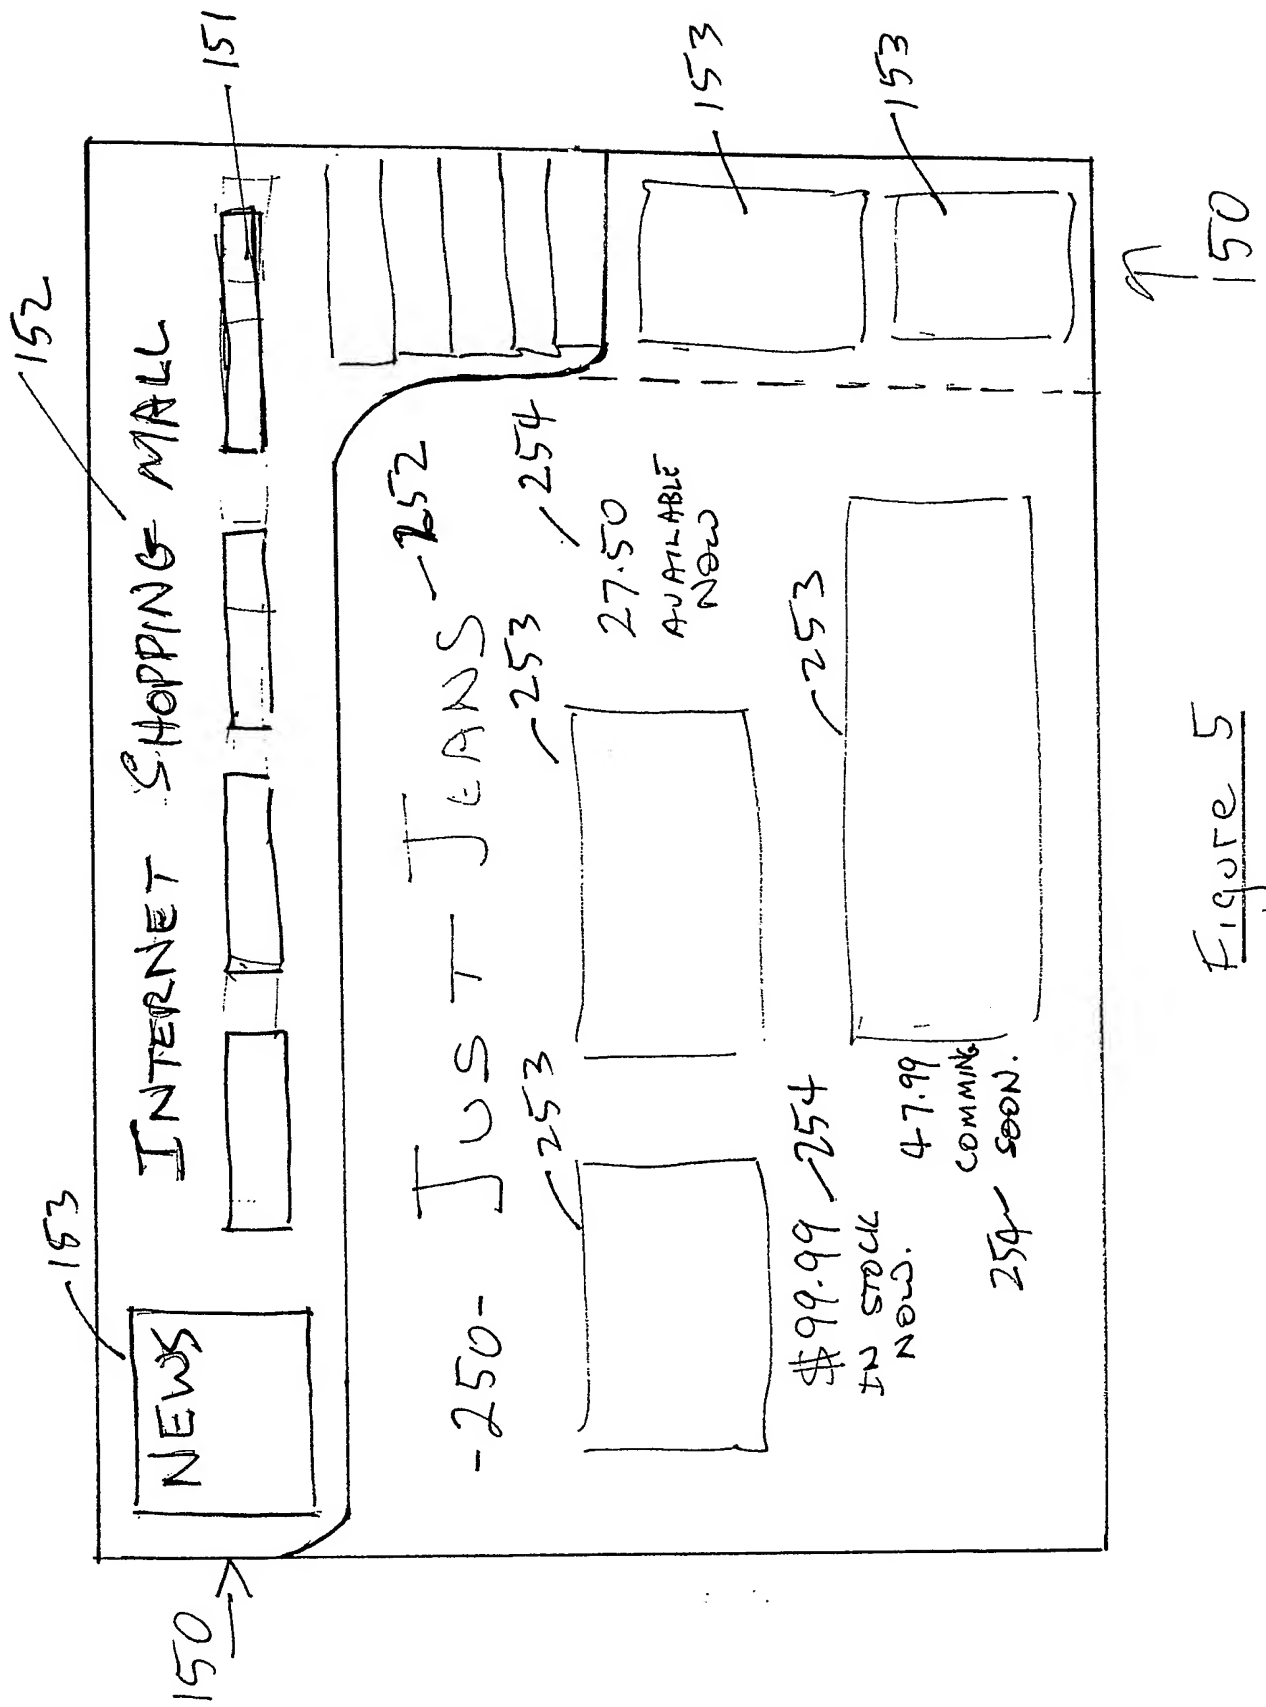 151
152
153
INTERNET SHOPPING MALL
NEWS
150
-250-
JUST JEANS
252
253
253
254
27.50
AVAILABLE
NOW
153
$99.99
254
IN STOCK
NOW.
253
47.99
COMMING
SOON.
254
153
150
Figure 5